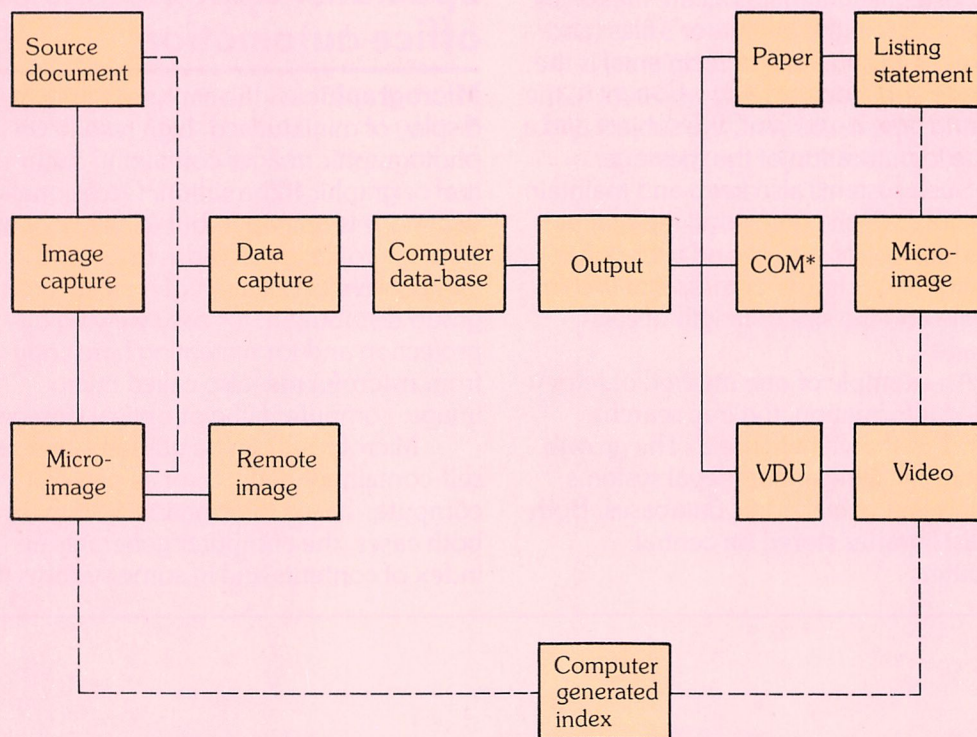 Source
document
Paper
Listing
statement
Image
capture
Data
capture
Computer
data-base
Output
COM*
Micro-
image
Micro-
image
Remote
image
VDU
Video
Computer
generated
index